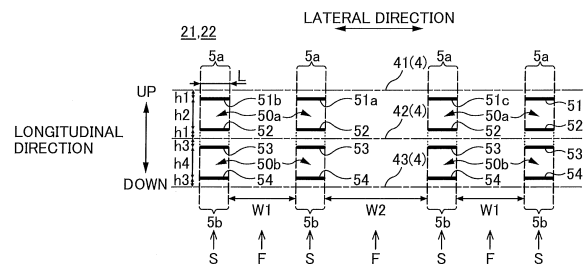 LATERAL DIRECTION
21,22
5a L 5a 41(4) 5a 5a
UP
h1 51b 51a 51c 51
h2 50a 50a 42(4) 50a
h1 52 52 52 52
LONGITUDINAL DIRECTION
h3 53 53 53 53
h4 50b 50b 43(4) 50b
DOWN h3 54 54 54 54
5b W1 5b W2 5b W1 5b
S F S F S F S